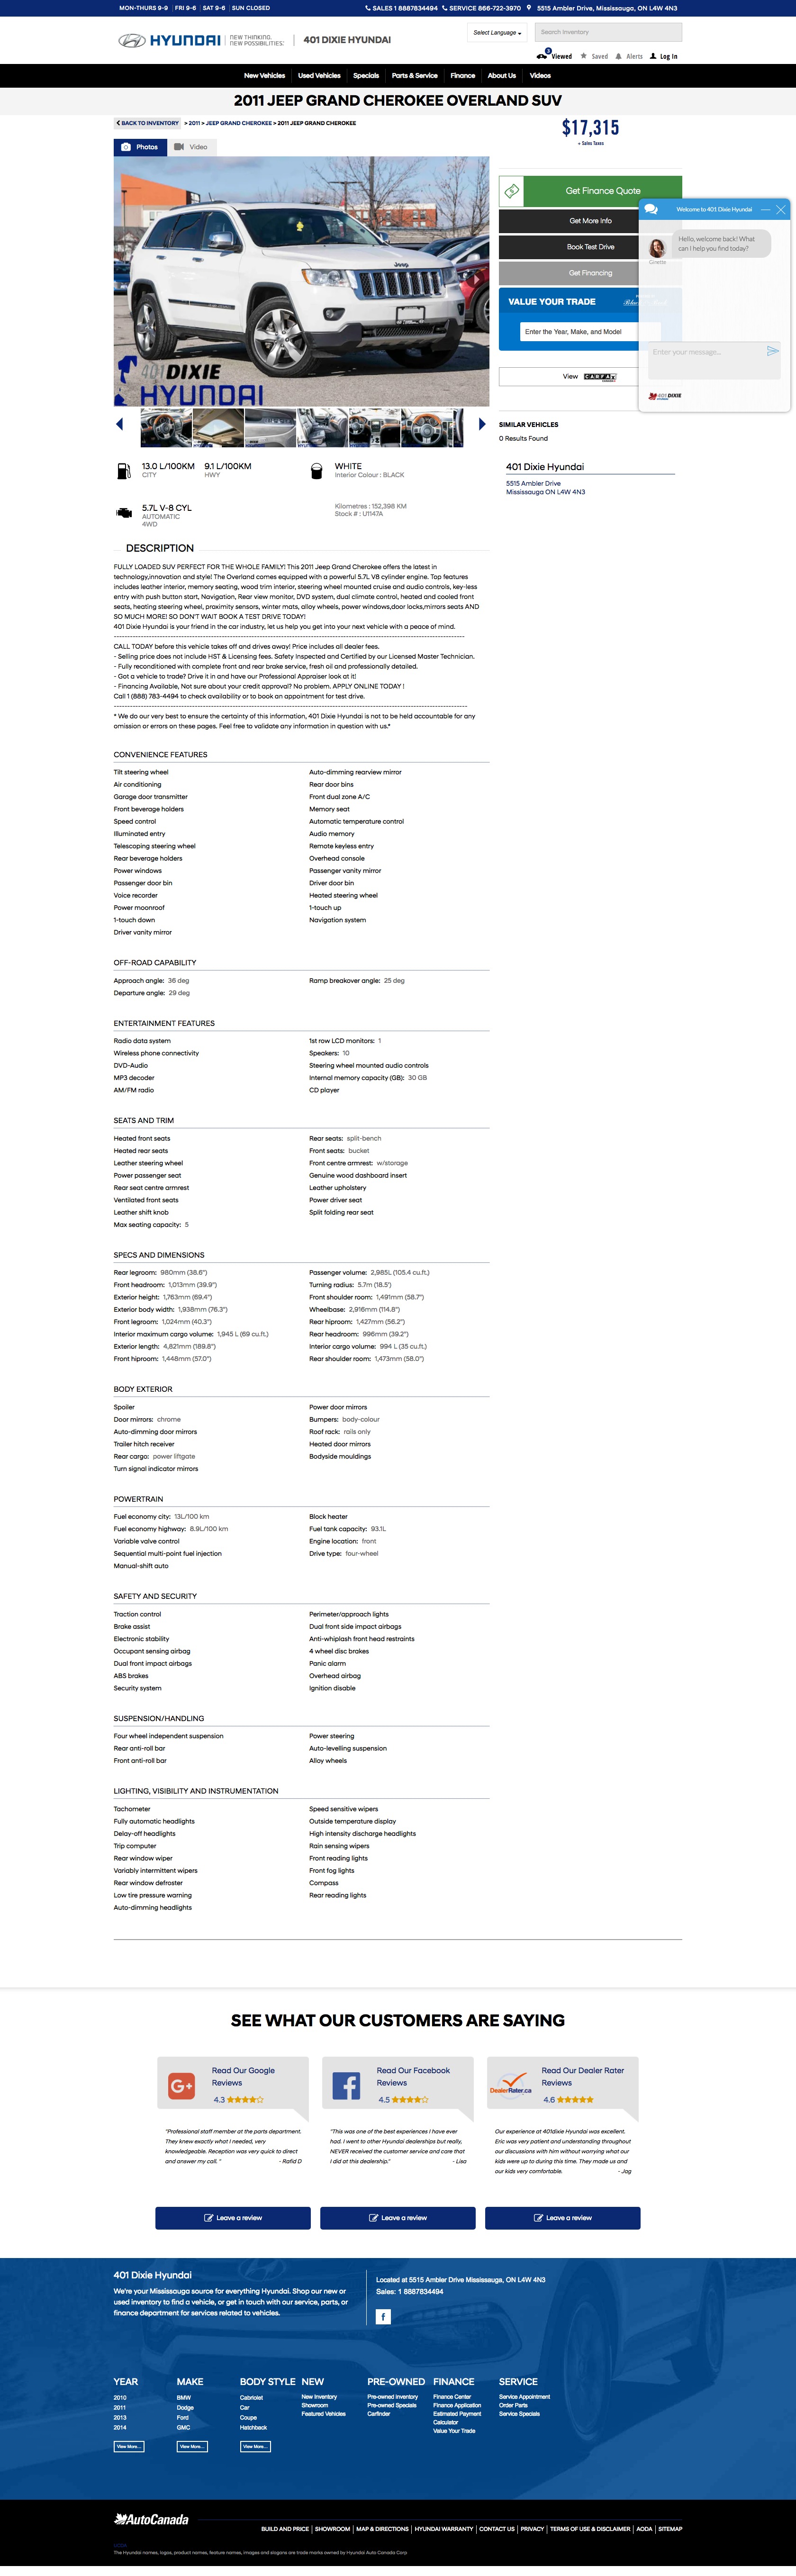 MON-THURS 9-9 | FRI 9-6 | SAT 9-6 | SUN CLOSED
SALES 1 8887834494 SERVICE 866-722-3970 5515 Ambler Drive, Mississauga, ON L4W 4N3
HYUNDAI | NEW THINKING. NEW POSSIBILITIES. | 401 DIXIE HYUNDAI
Select Language
Search Inventory
3 Viewed Saved Alerts Log In
New Vehicles Used Vehicles Specials Parts & Service Finance About Us Videos
2011 JEEP GRAND CHEROKEE OVERLAND SUV
BACK TO INVENTORY > 2011 > JEEP GRAND CHEROKEE > 2011 JEEP GRAND CHEROKEE
$17,315
+ Sales Taxes
Photos Video
Jeep
401 DIXIE
HYUNDAI
Get Finance Quote
Get More Info
Book Test Drive
Get Financing
VALUE YOUR TRADE
Enter the Year, Make, and Model
View CARFAX
Welcome to 401 Dixie Hyundai
Hello, welcome back! What
can I help you find today?
Ginette
Enter your message...
401 DIXIE
SIMILAR VEHICLES
0 Results Found
401 Dixie Hyundai
5515 Ambler Drive
Mississauga ON L4W 4N3
13.0 L/100KM 9.1 L/100KM
CITY HWY
WHITE
Interior Colour : BLACK
5.7L V-8 CYL
AUTOMATIC
4WD
Kilometres : 152,398 KM
Stock # : U1147A
DESCRIPTION
FULLY LOADED SUV PERFECT FOR THE WHOLE FAMILY! This 2011 Jeep Grand Cherokee offers the latest in
technology,innovation and style! The Overland comes equipped with a powerful 5.7L V8 cylinder engine. Top features
includes leather interior, memory seating, wood trim interior, steering wheel mounted cruise and audio controls, key-less
entry with push button start, Navigation, Rear view monitor, DVD system, dual climate control, heated and cooled front
seats, heating steering wheel, proximity sensors, winter mats, alloy wheels, power windows,door locks,mirrors seats AND
SO MUCH MORE! SO DON'T WAIT BOOK A TEST DRIVE TODAY!
401 Dixie Hyundai is your friend in the car industry, let us help you get into your next vehicle with a peace of mind.
CALL TODAY before this vehicle takes off and drives away! Price includes all dealer fees.
- Selling price does not include HST & Licensing fees. Safety Inspected and Certified by our Licensed Master Technician.
- Fully reconditioned with complete front and rear brake service, fresh oil and professionally detailed.
- Got a vehicle to trade? Drive it in and have our Professional Appraiser look at it!
- Financing Available, Not sure about your credit approval? No problem. APPLY ONLINE TODAY !
Call 1 (888) 783-4494 to check availability or to book an appointment for test drive.
* We do our very best to ensure the certainty of this information, 401 Dixie Hyundai is not to be held accountable for any
omission or errors on these pages. Feel free to validate any information in question with us.*
CONVENIENCE FEATURES
Tilt steering wheel Auto-dimming rearview mirror
Air conditioning Rear door bins
Garage door transmitter Front dual zone A/C
Front beverage holders Memory seat
Speed control Automatic temperature control
Illuminated entry Audio memory
Telescoping steering wheel Remote keyless entry
Rear beverage holders Overhead console
Power windows Passenger vanity mirror
Passenger door bin Driver door bin
Voice recorder Heated steering wheel
Power moonroof 1-touch up
1-touch down Navigation system
Driver vanity mirror
OFF-ROAD CAPABILITY
Approach angle: 36 deg Ramp breakover angle: 25 deg
Departure angle: 29 deg
ENTERTAINMENT FEATURES
Radio data system 1st row LCD monitors: 1
Wireless phone connectivity Speakers: 10
DVD-Audio Steering wheel mounted audio controls
MP3 decoder Internal memory capacity (GB): 30 GB
AM/FM radio CD player
SEATS AND TRIM
Heated front seats Rear seats: split-bench
Heated rear seats Front seats: bucket
Leather steering wheel Front centre armrest: w/storage
Power passenger seat Genuine wood dashboard insert
Rear seat centre armrest Leather upholstery
Ventilated front seats Power driver seat
Leather shift knob Split folding rear seat
Max seating capacity: 5
SPECS AND DIMENSIONS
Rear legroom: 980mm (38.6") Passenger volume: 2,985L (105.4 cu.ft.)
Front headroom: 1,013mm (39.9") Turning radius: 5.7m (18.5')
Exterior height: 1,763mm (69.4") Front shoulder room: 1,491mm (58.7")
Exterior body width: 1,938mm (76.3") Wheelbase: 2,916mm (114.8")
Front legroom: 1,024mm (40.3") Rear hiproom: 1,427mm (56.2")
Interior maximum cargo volume: 1,945 L (69 cu.ft.) Rear headroom: 996mm (39.2")
Exterior length: 4,821mm (189.8") Interior cargo volume: 994 L (35 cu.ft.)
Front hiproom: 1,448mm (57.0") Rear shoulder room: 1,473mm (58.0")
BODY EXTERIOR
Spoiler Power door mirrors
Door mirrors: chrome Bumpers: body-colour
Auto-dimming door mirrors Roof rack: rails only
Trailer hitch receiver Heated door mirrors
Rear cargo: power liftgate Bodyside mouldings
Turn signal indicator mirrors
POWERTRAIN
Fuel economy city: 13L/100 km Block heater
Fuel economy highway: 8.9L/100 km Fuel tank capacity: 93.1L
Variable valve control Engine location: front
Sequential multi-point fuel injection Drive type: four-wheel
Manual-shift auto
SAFETY AND SECURITY
Traction control Perimeter/approach lights
Brake assist Dual front side impact airbags
Electronic stability Anti-whiplash front head restraints
Occupant sensing airbag 4 wheel disc brakes
Dual front impact airbags Panic alarm
ABS brakes Overhead airbag
Security system Ignition disable
SUSPENSION/HANDLING
Four wheel independent suspension Power steering
Rear anti-roll bar Auto-levelling suspension
Front anti-roll bar Alloy wheels
LIGHTING, VISIBILITY AND INSTRUMENTATION
Tachometer Speed sensitive wipers
Fully automatic headlights Outside temperature display
Delay-off headlights High intensity discharge headlights
Trip computer Rain sensing wipers
Rear window wiper Front reading lights
Variably intermittent wipers Front fog lights
Rear window defroster Compass
Low tire pressure warning Rear reading lights
Auto-dimming headlights
SEE WHAT OUR CUSTOMERS ARE SAYING
G+ Read Our Google
Reviews
4.3
"Professional staff member at the parts department.
They knew exactly what I needed, very
knowledgeable. Reception was very quick to direct
and answer my call. " - Rafid D
Leave a review
f Read Our Facebook
Reviews
4.5
"This was one of the best experiences I have ever
had. I went to other Hyundai dealerships but really,
NEVER received the customer service and care that
I did at this dealership." - Lisa
Leave a review
DealerRater.ca Read Our Dealer Rater
Reviews
4.6
Our experience at 401dixie Hyundai was excellent.
Eric was very patient and understanding throughout
our discussions with him without worrying what our
kids were up to during this time. They made us and
our kids very comfortable. - Jag
Leave a review
401 Dixie Hyundai
We're your Mississauga source for everything Hyundai. Shop our new or
used inventory to find a vehicle, or get in touch with our service, parts, or
finance department for services related to vehicles.
Located at 5515 Ambler Drive Mississauga, ON L4W 4N3
Sales: 1 8887834494
f
YEAR MAKE BODY STYLE NEW PRE-OWNED FINANCE SERVICE
2010
2011
2013
2014
View More...
BMW
Dodge
Ford
GMC
View More...
Cabriolet
Car
Coupe
Hatchback
View More...
New Inventory
Showroom
Featured Vehicles
Pre-owned Inventory
Pre-owned Specials
Carfinder
Finance Center
Finance Application
Estimated Payment
Calculator
Value Your Trade
Service Appointment
Order Parts
Service Specials
AutoCanada
BUILD AND PRICE | SHOWROOM | MAP & DIRECTIONS | HYUNDAI WARRANTY | CONTACT US | PRIVACY | TERMS OF USE & DISCLAIMER | AODA | SITEMAP
The Hyundai names, logos, product names, feature names, images and slogans are trade marks owned by Hyundai Auto Canada Corp